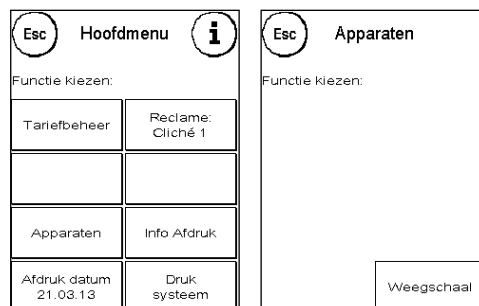 Esc Hoofdmenu i
Functie kiezen:
Tariefbeheer
Reclame:
Cliché 1
Apparaten
Info Afdruk
Afdruk datum
21.03.13
Druk
systeem
Esc Apparaten
Functie kiezen:
Weegschaal